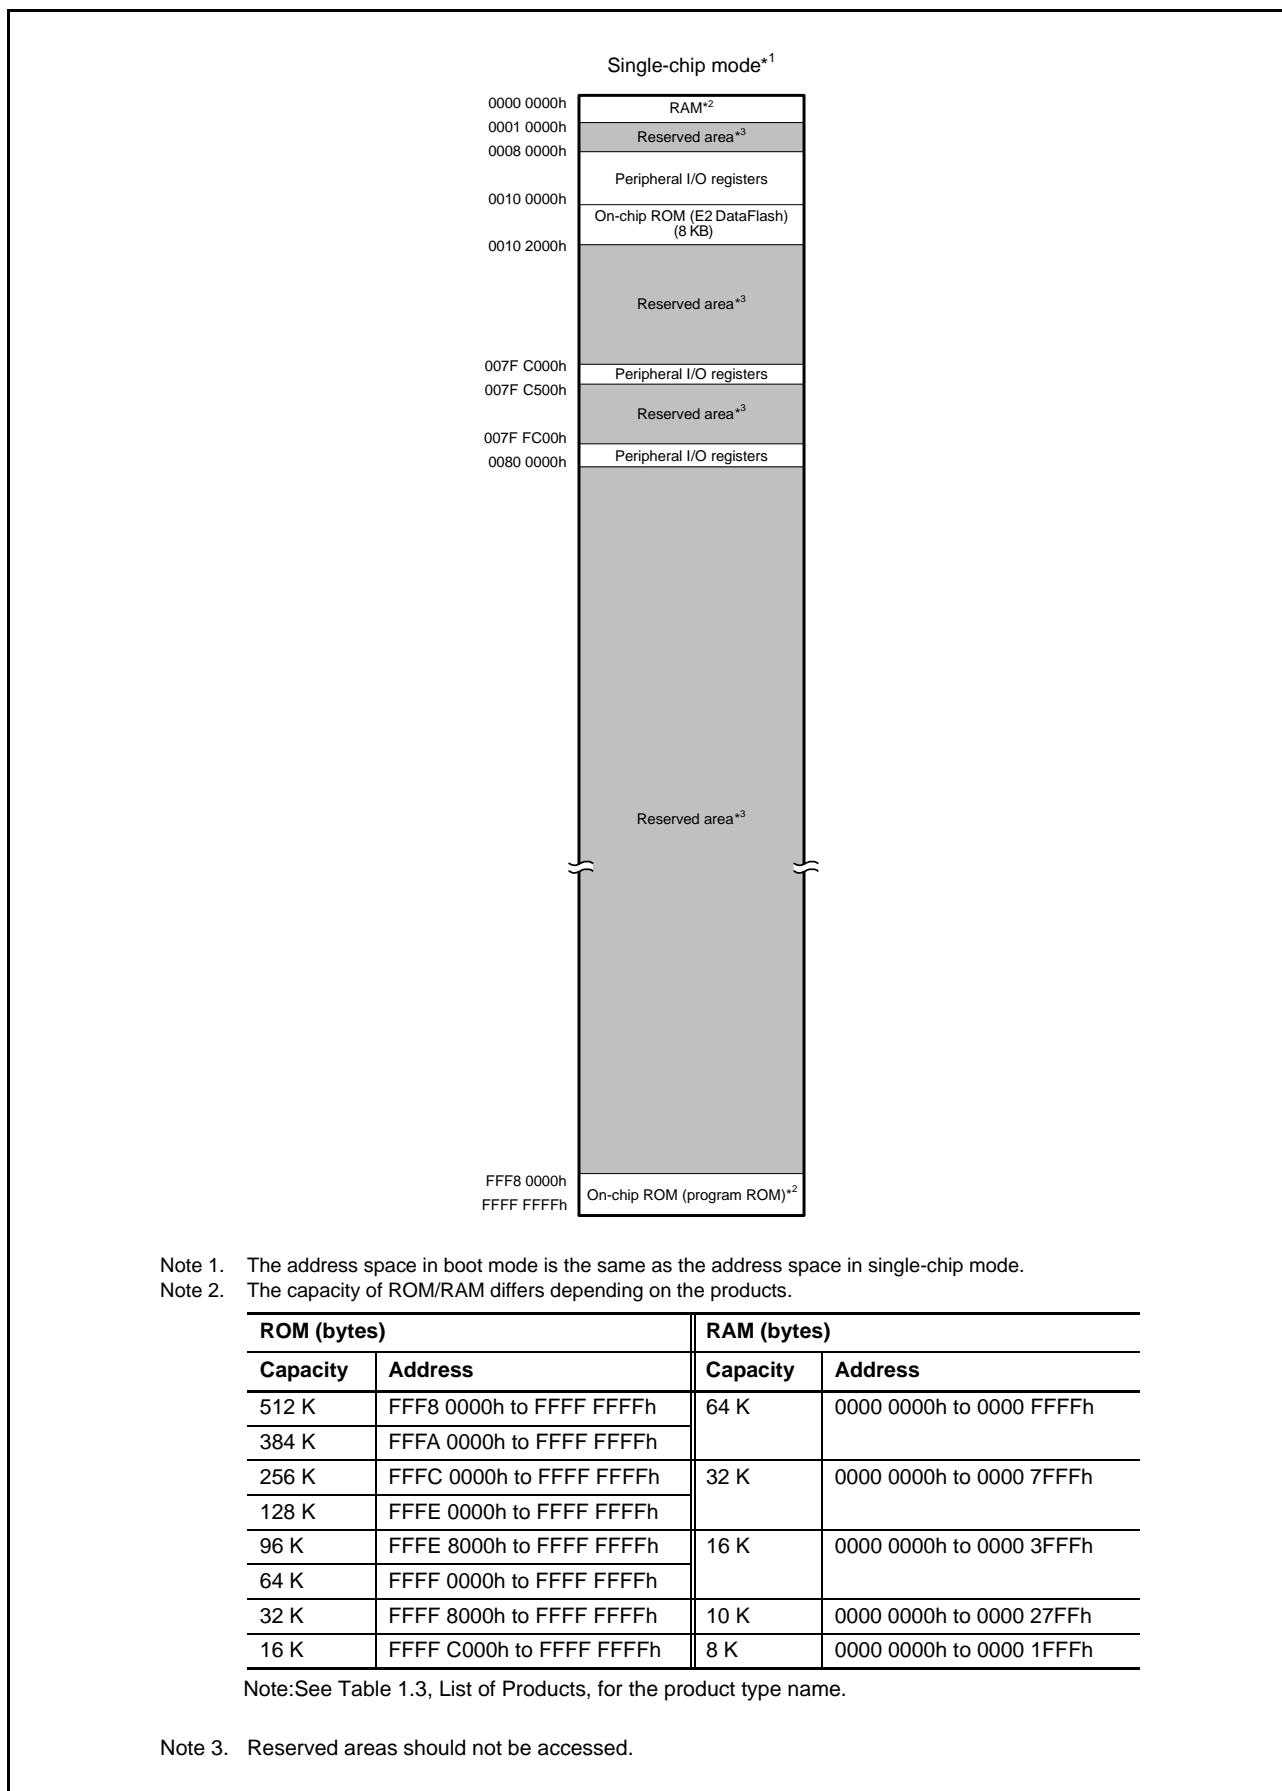 Single-chip mode*1
0000 0000h
RAM*2
0001 0000h
Reserved area*3
0008 0000h
Peripheral I/O registers
0010 0000h
On-chip ROM (E2 DataFlash)
(8 KB)
0010 2000h
Reserved area*3
007F C000h
Peripheral I/O registers
007F C500h
Reserved area*3
007F FC00h
Peripheral I/O registers
0080 0000h
Reserved area*3
FFF8 0000h
On-chip ROM (program ROM)*2
FFFF FFFFh
Note 1. The address space in boot mode is the same as the address space in single-chip mode.
Note 2. The capacity of ROM/RAM differs depending on the products.
ROM (bytes) RAM (bytes)
Capacity Address Capacity Address
512 K FFF8 0000h to FFFF FFFFh 64 K 0000 0000h to 0000 FFFFh
384 K FFFA 0000h to FFFF FFFFh
256 K FFFC 0000h to FFFF FFFFh 32 K 0000 0000h to 0000 7FFFh
128 K FFFE 0000h to FFFF FFFFh
96 K FFFE 8000h to FFFF FFFFh 16 K 0000 0000h to 0000 3FFFh
64 K FFFF 0000h to FFFF FFFFh
32 K FFFF 8000h to FFFF FFFFh 10 K 0000 0000h to 0000 27FFh
16 K FFFF C000h to FFFF FFFFh 8 K 0000 0000h to 0000 1FFFh
Note:See Table 1.3, List of Products, for the product type name.
Note 3. Reserved areas should not be accessed.